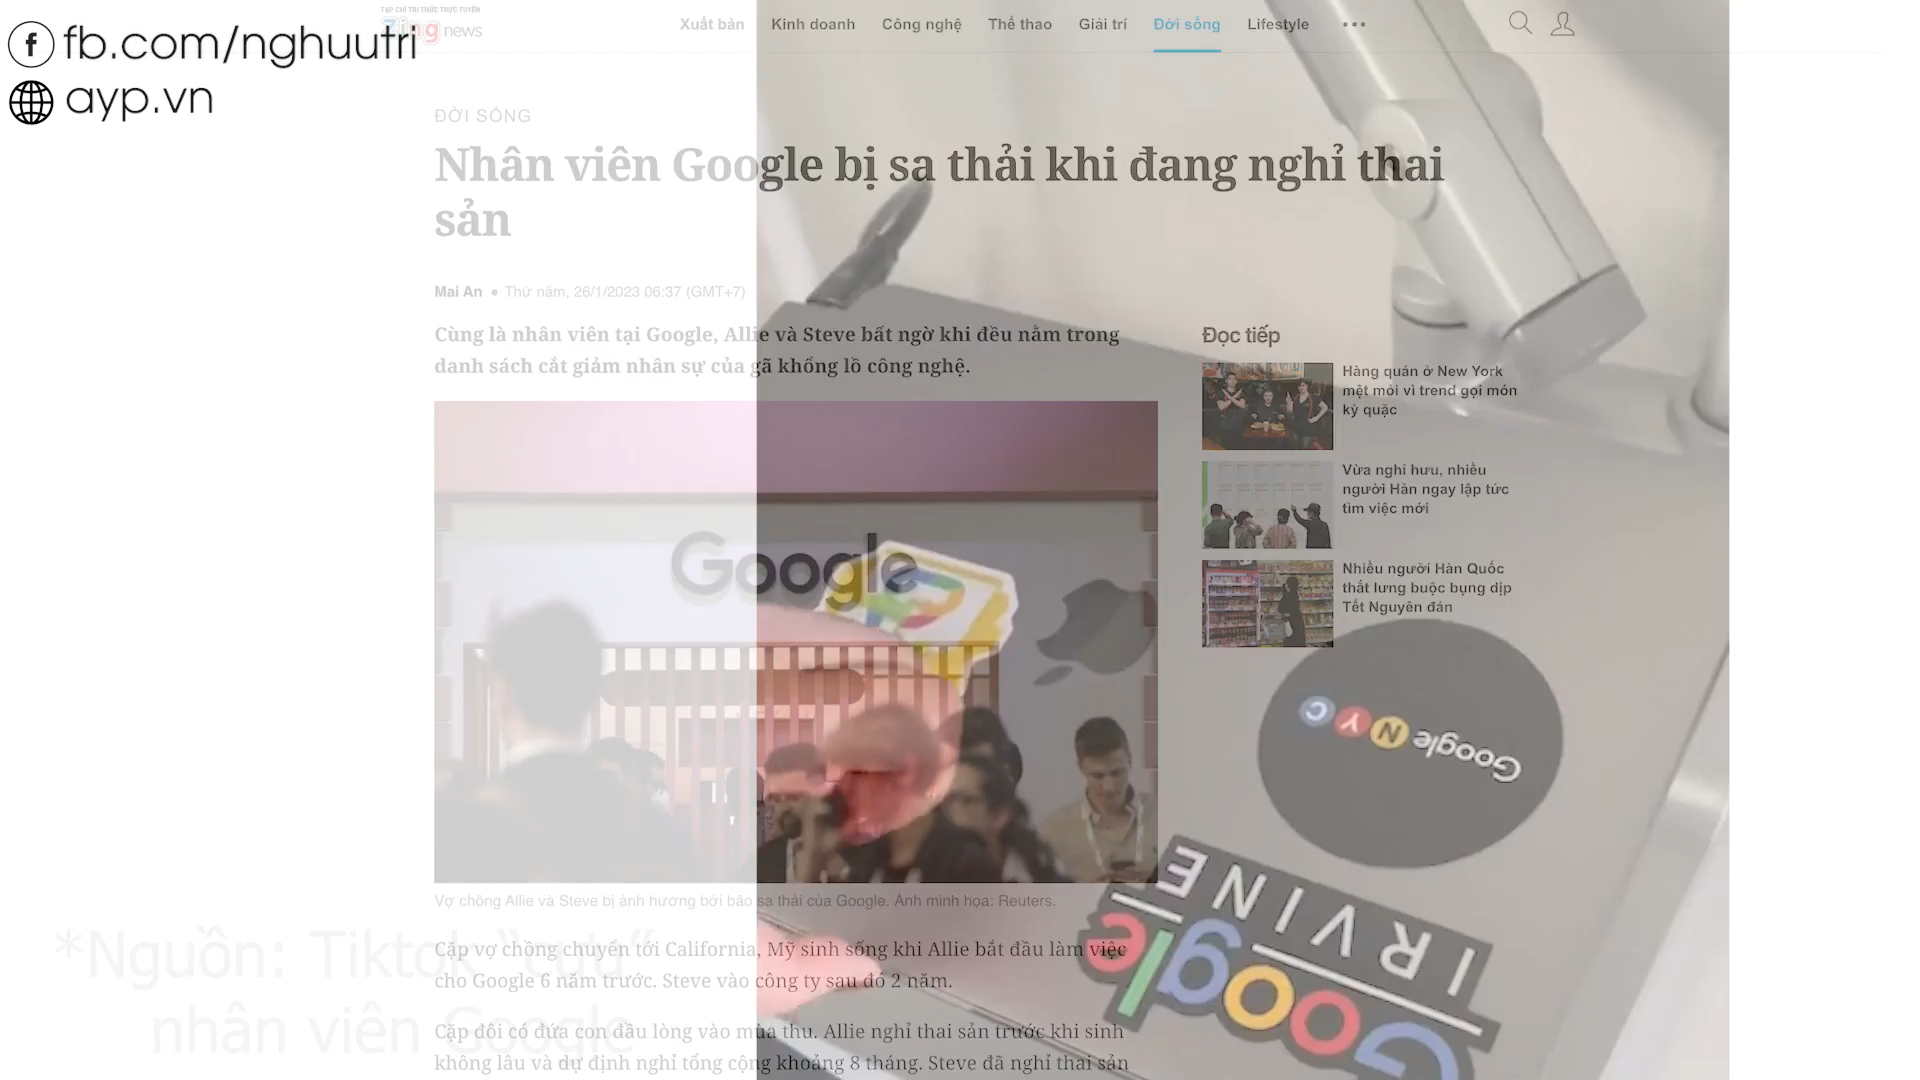 fb.com/nghuutri
ayp.vn
TẠP CHÍ TRI THỨC TRỰC TUYẾN
Zing news
Xuất bản Kinh doanh Công nghệ Thể thao Giải trí Đời sống Lifestyle
ĐỜI SỐNG
Nhân viên Google bị sa thải khi đang nghỉ thai
sản
Mai An • Thứ năm, 26/1/2023 06:37 (GMT+7)
Cùng là nhân viên tại Google, Allie và Steve bất ngờ khi đều nằm trong
danh sách cắt giảm nhân sự của gã khổng lồ công nghệ.
Google
Vợ chồng Allie và Steve bị ảnh hưởng bởi bão sa thải của Google. Ảnh minh họa: Reuters.
Cặp vợ chồng chuyển tới California, Mỹ sinh sống khi Allie bắt đầu làm việc
cho Google 6 năm trước. Steve vào công ty sau đó 2 năm.
Cặp đôi có đứa con đầu lòng vào mùa thu. Allie nghỉ thai sản trước khi sinh
không lâu và dự định nghỉ tổng cộng khoảng 8 tháng. Steve đã nghỉ thai sản
Đọc tiếp
Hàng quán ở New York
mệt mỏi vì trend gọi món
kỳ quặc
Vừa nghỉ hưu, nhiều
người Hàn ngay lập tức
tìm việc mới
Nhiều người Hàn Quốc
thắt lưng buộc bụng dịp
Tết Nguyên đán
Google NYC
IRVINE
Google
*Nguồn: Tiktok “cựu”
nhân viên Google